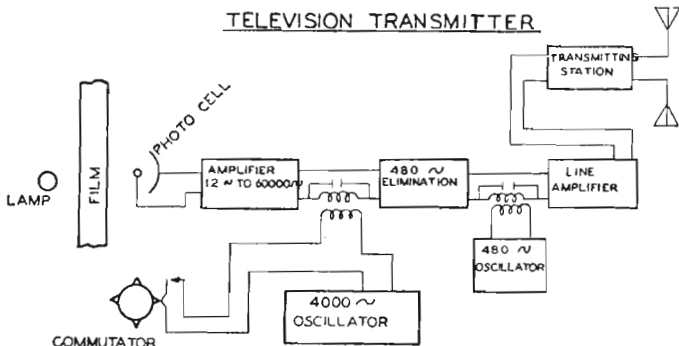 TELEVISION TRANSMITTER
TRANSMITTING
STATION
PHOTO CELL
LAMP
FILM
AMPLIFIER
12 ~ TO 60000 ~
480 ~
ELIMINATION
LINE
AMPLIFIER
480 ~
OSCILLATOR
4000 ~
OSCILLATOR
COMMUTATOR